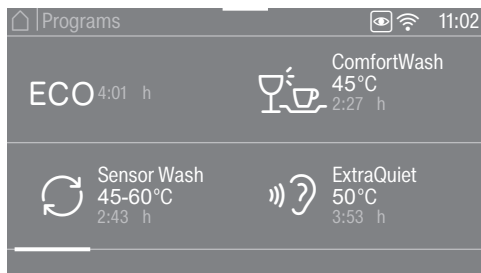 Programs
11:02
ECO 4:01 h
ComfortWash
45°C
2:27 h
Sensor Wash
45-60°C
2:43 h
ExtraQuiet
50°C
3:53 h